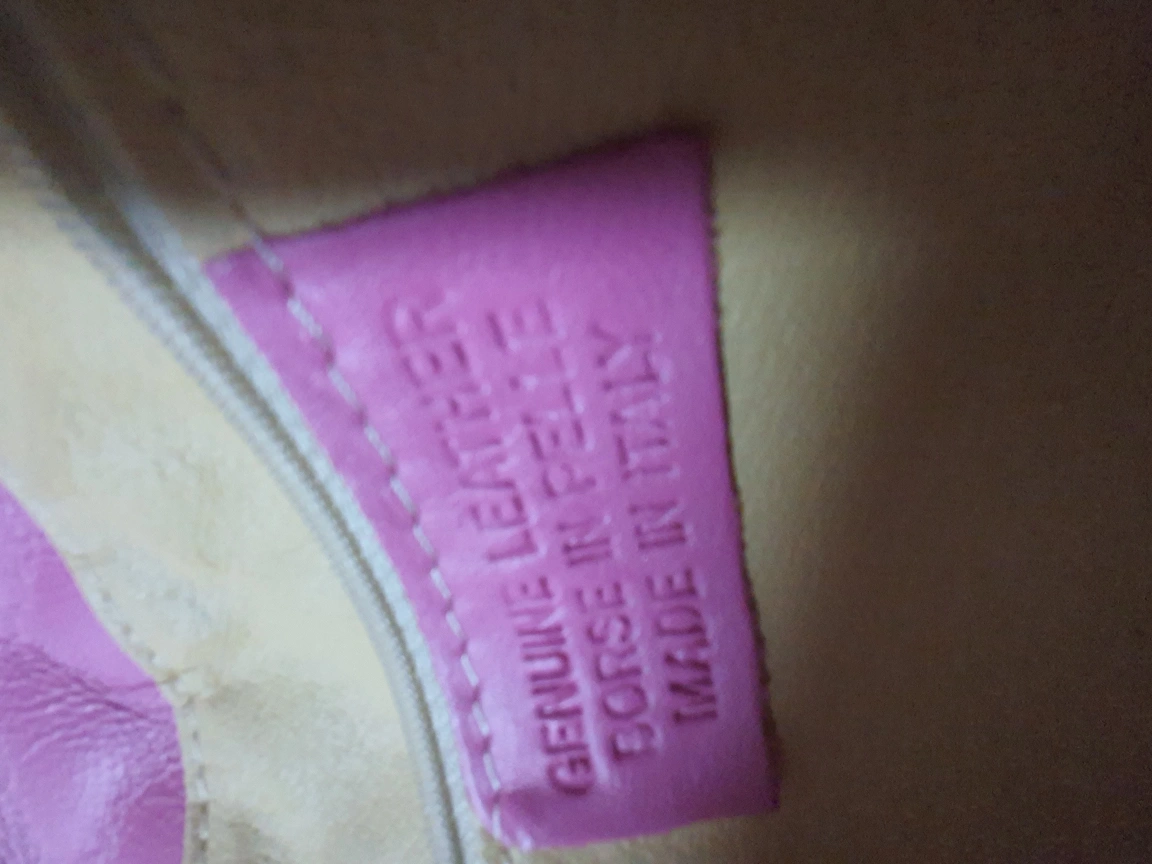 GENUINE LEATHER
BORSE IN PELLE
MADE IN ITALY